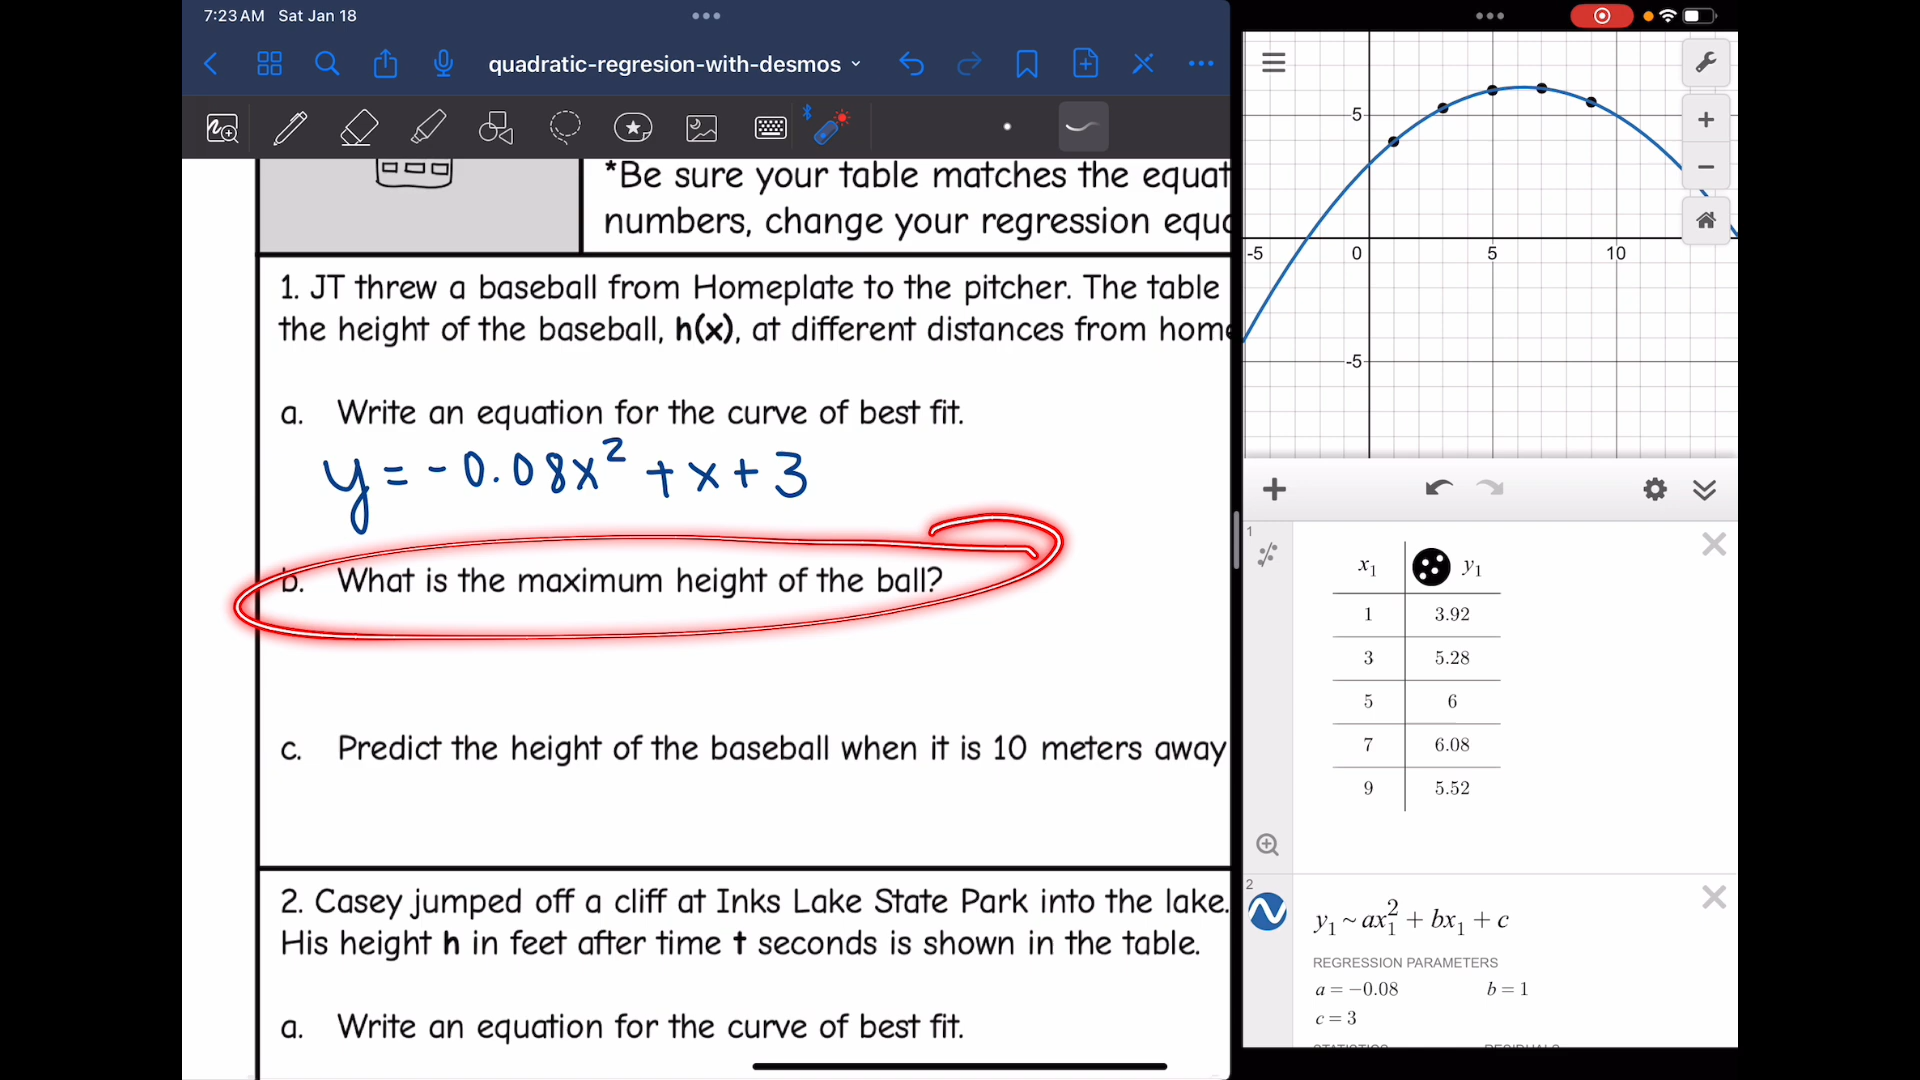 7:23 AM Sat Jan 18
quadratic-regresion-with-desmos
*Be sure your table matches the equat
numbers, change your regression equa
1. JT threw a baseball from Homeplate to the pitcher. The table
the height of the baseball, h(x), at different distances from home
a. Write an equation for the curve of best fit.
y = -0.08x² + x + 3
b. What is the maximum height of the ball?
c. Predict the height of the baseball when it is 10 meters away
2. Casey jumped off a cliff at Inks Lake State Park into the lake.
His height h in feet after time t seconds is shown in the table.
a. Write an equation for the curve of best fit.
5
-5 0 5 10
-5
1
x₁ y₁
1 3.92
3 5.28
5 6
7 6.08
9 5.52
2
y₁ ~ ax₁² + bx₁ + c
REGRESSION PARAMETERS
a = −0.08 b = 1
c = 3